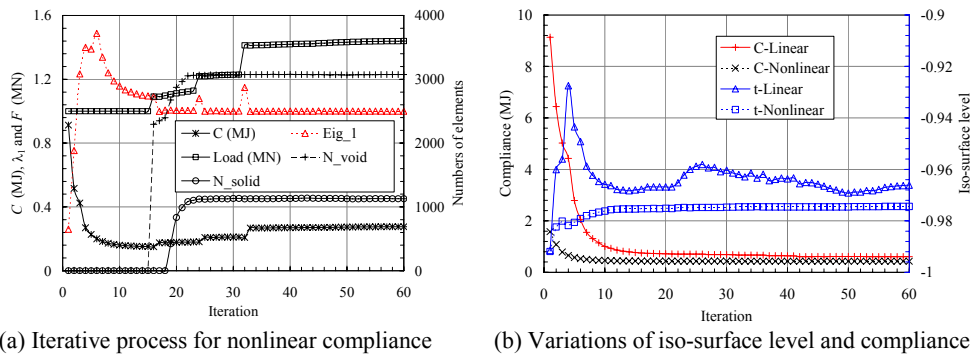 C (MJ), λ1 and F (MN)
1.6
1.2
0.8
0.4
0
4000
3000
2000
1000
0
Numbers of elements
C (MJ)
Eig_1
Load (MN)
N_void
N_solid
0 10 20 30 40 50 60
Iteration
(a) Iterative process for nonlinear compliance
Compliance (MJ)
10
8
6
4
2
0
-0.9
-0.92
-0.94
-0.96
-0.98
-1
Iso-surface level
C-Linear
C-Nonlinear
t-Linear
t-Nonlinear
0 10 20 30 40 50 60
Iteration
(b) Variations of iso-surface level and compliance